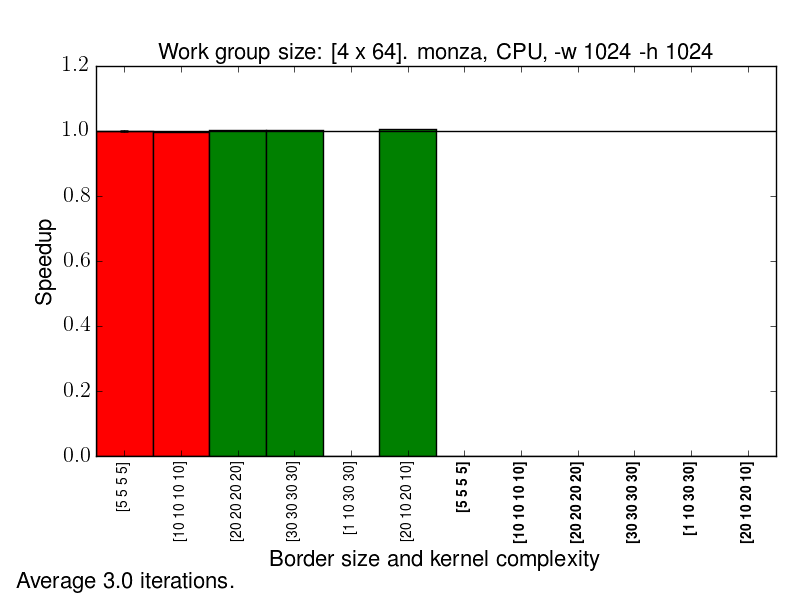 Work group size: [4 x 64]. monza, CPU, -w 1024 -h 1024
1.2
1.0
0.8
0.6
0.4
0.2
0.0
Speedup
[5 5 5 5]
[10 10 10 10]
[20 20 20 20]
[30 30 30 30]
[1 10 30 30]
[20 10 20 10]
[5 5 5 5]
[10 10 10 10]
[20 20 20 20]
[30 30 30 30]
[1 10 30 30]
[20 10 20 10]
Border size and kernel complexity
Average 3.0 iterations.